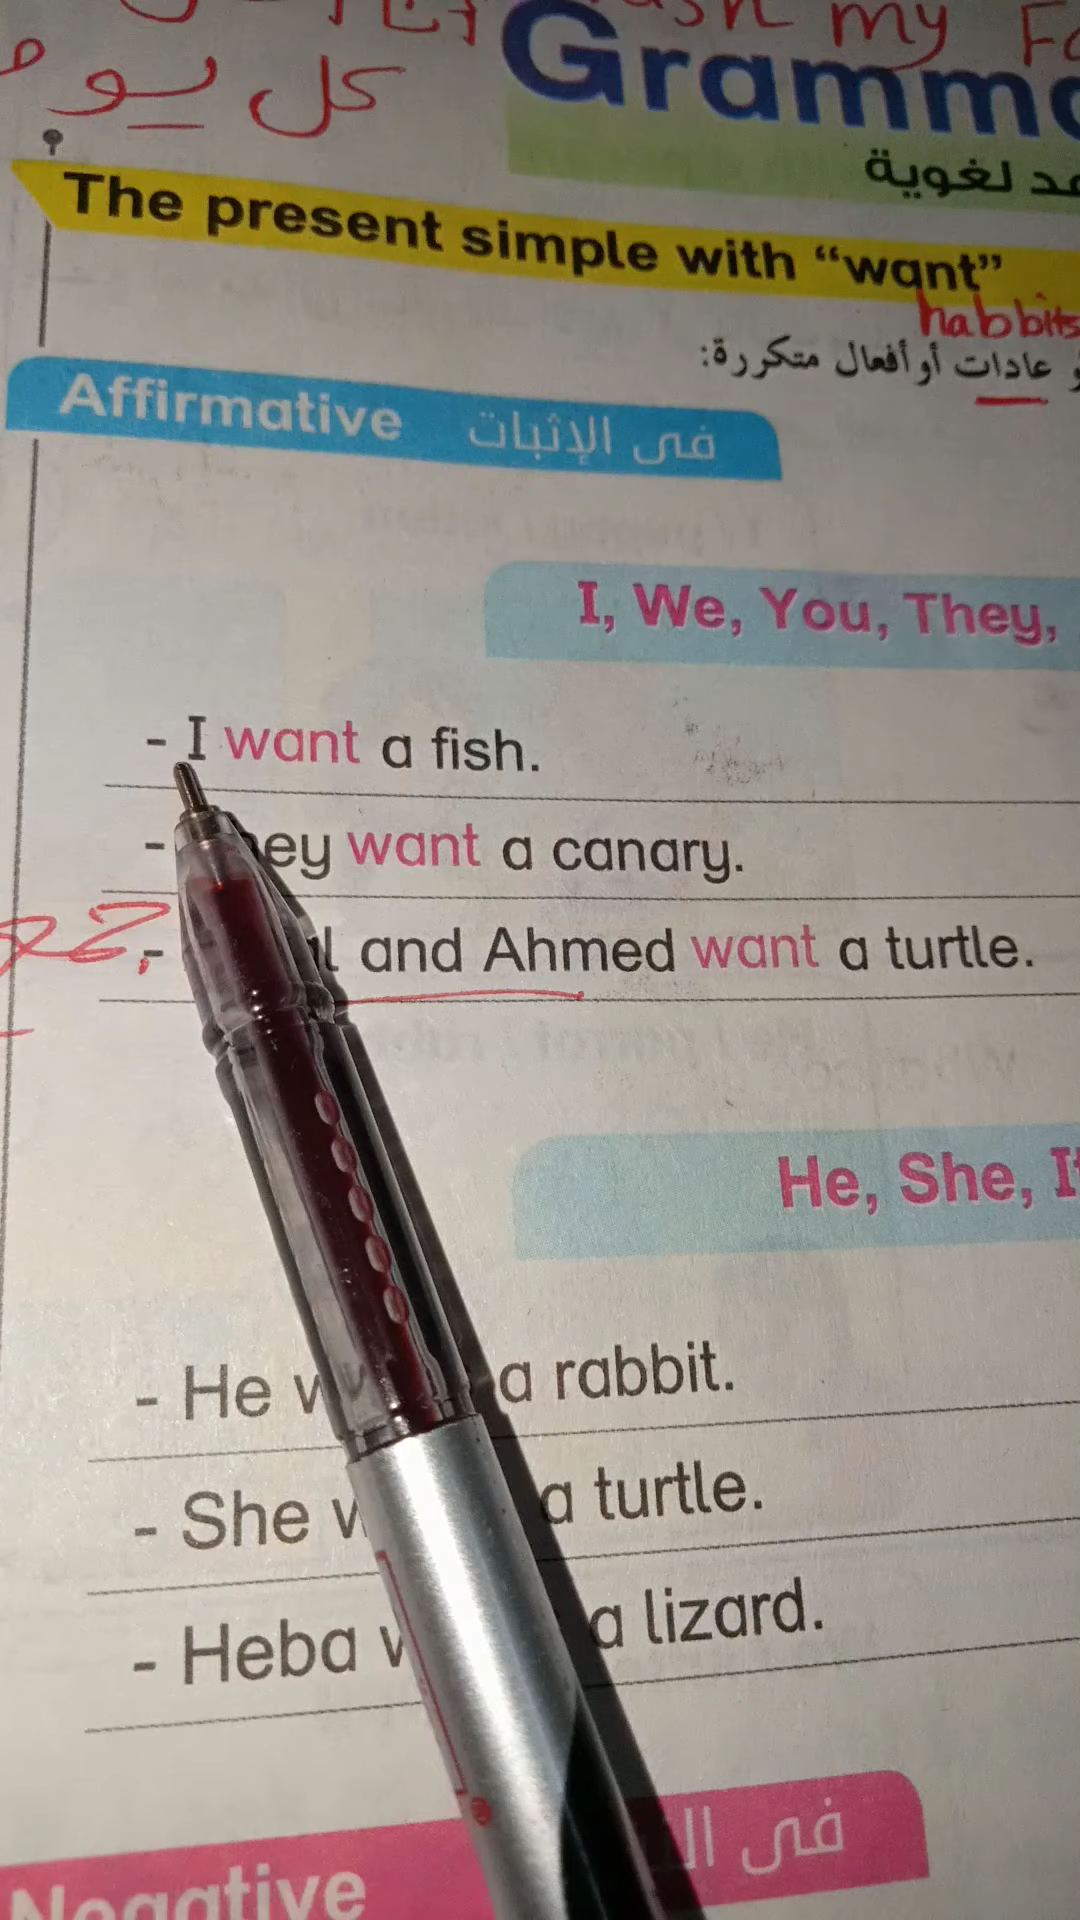 my
كل يوم
Gramm
لغوية
The present simple with “want”
habbits
عادات أو أفعال متكررة:
Affirmative في الإثبات
I, We, You, They,
- I want a fish.
- ey want a canary.
- l and Ahmed want a turtle.
He, She, It
- He w a rabbit.
- She w a turtle.
- Heba w a lizard.
Negative في ال